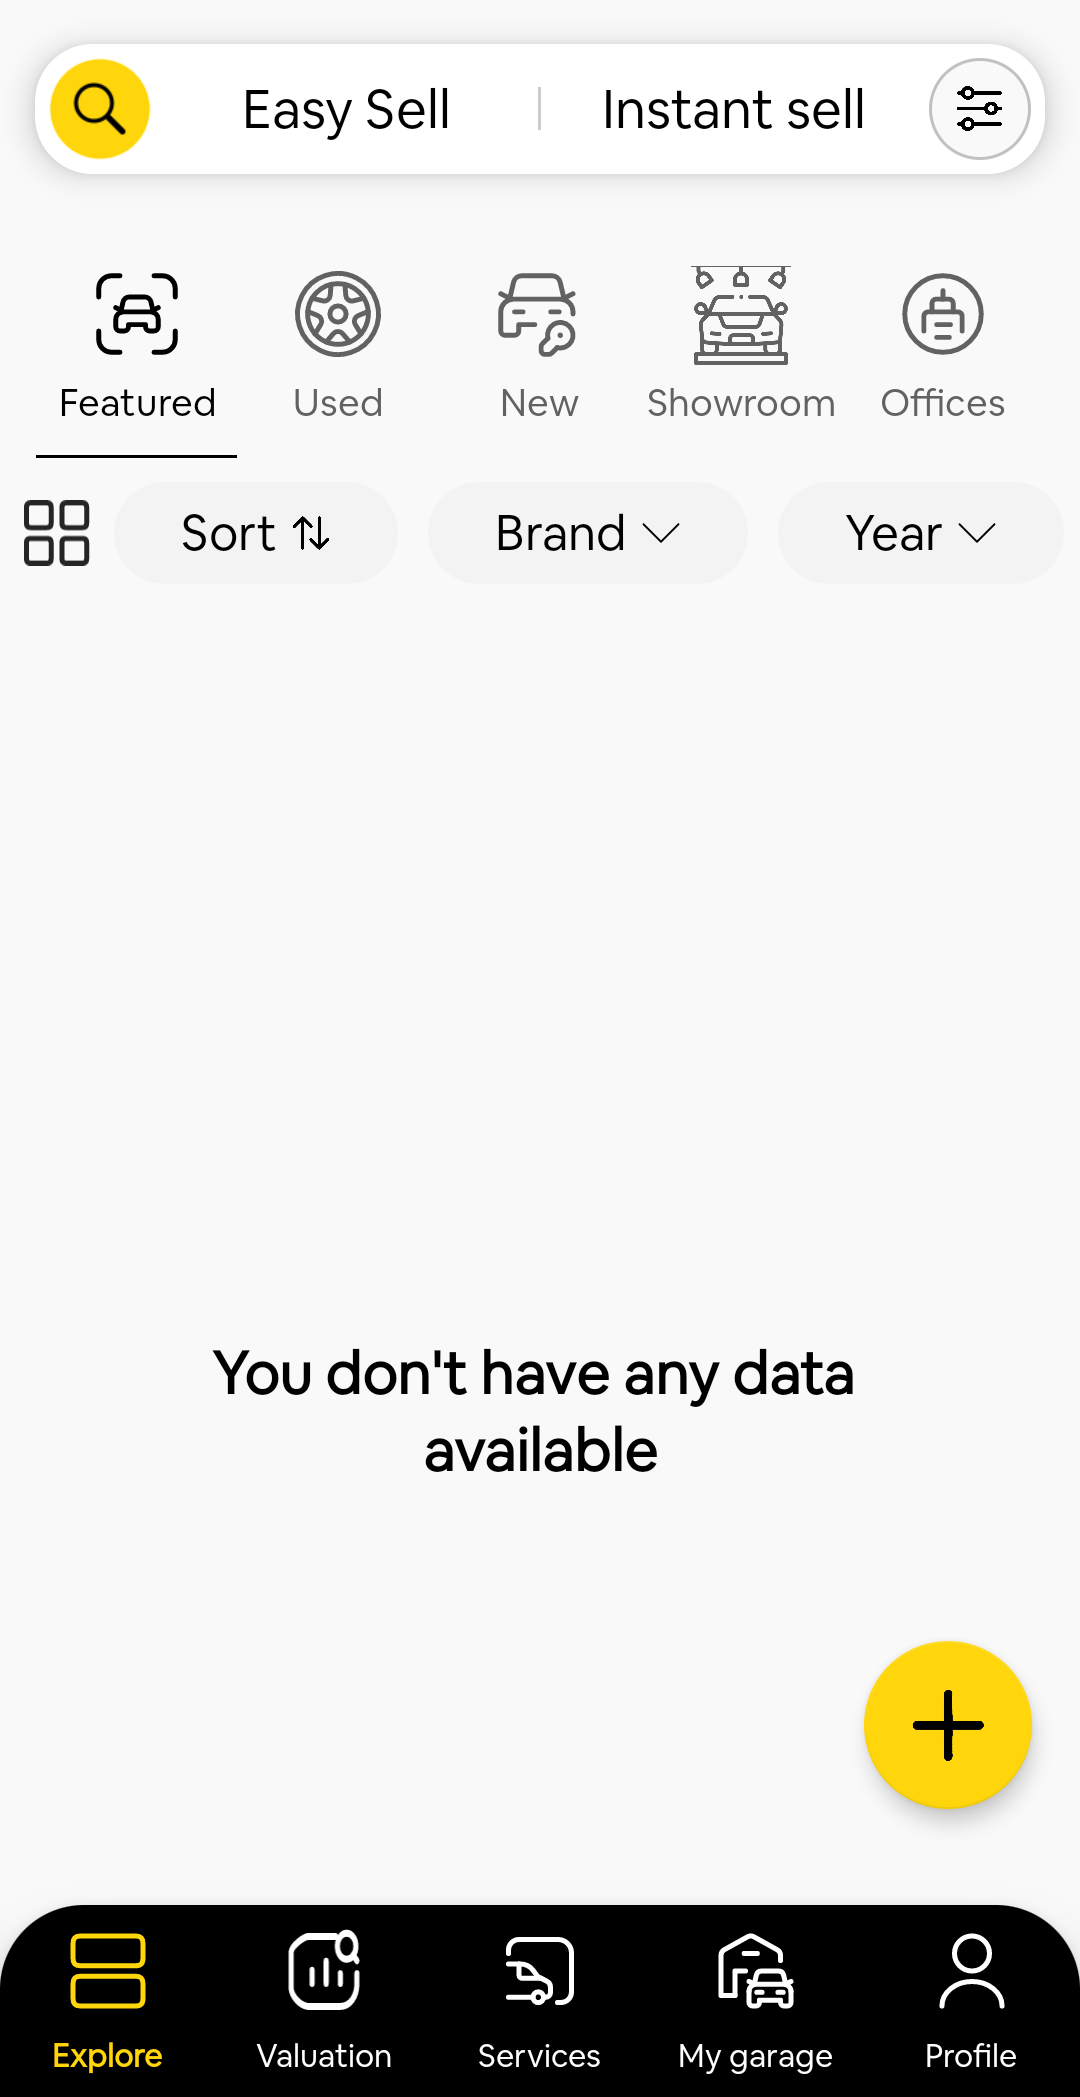 Easy Sell
Instant sell
Featured
Used
New
Showroom
Offices
Sort
Brand
Year
You don't have any data
available
Explore
Valuation
Services
My garage
Profile